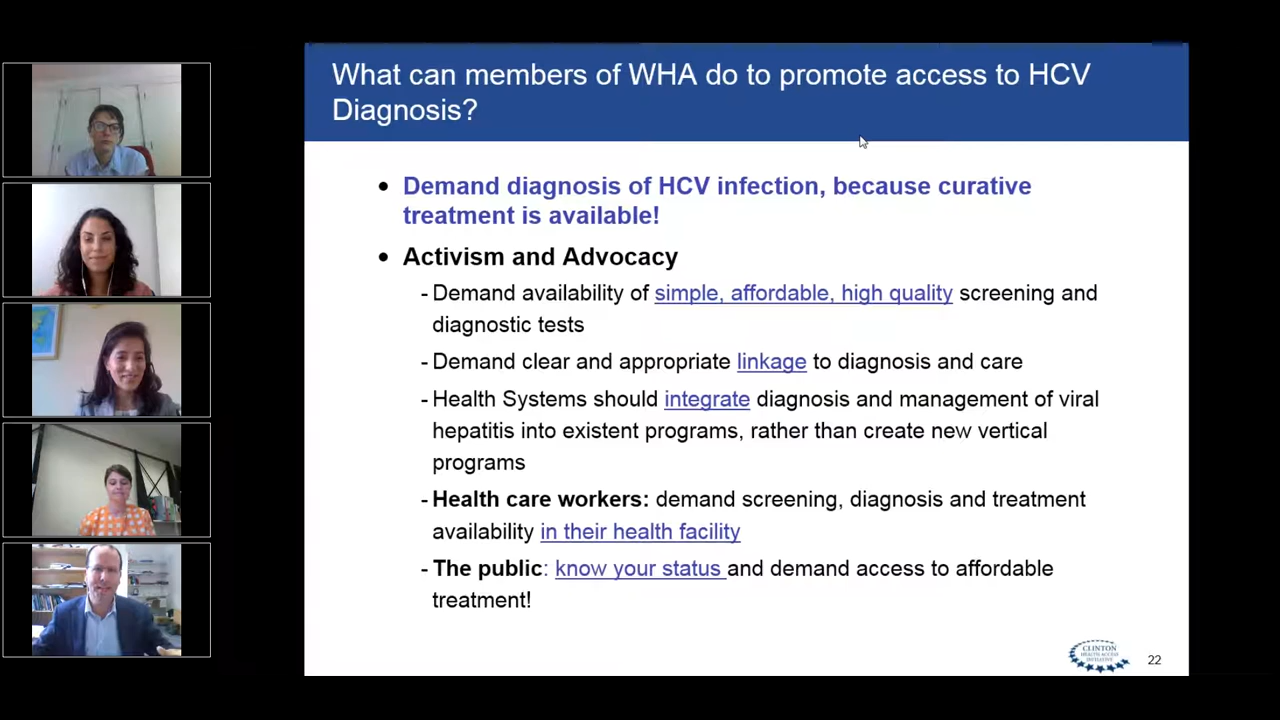 What can members of WHA do to promote access to HCV
Diagnosis?
• Demand diagnosis of HCV infection, because curative
treatment is available!
• Activism and Advocacy
- Demand availability of simple, affordable, high quality screening and
diagnostic tests
- Demand clear and appropriate linkage to diagnosis and care
- Health Systems should integrate diagnosis and management of viral
hepatitis into existent programs, rather than create new vertical
programs
- Health care workers: demand screening, diagnosis and treatment
availability in their health facility
- The public: know your status and demand access to affordable
treatment!
CLINTON
HEALTH ACCESS
INITIATIVE
22